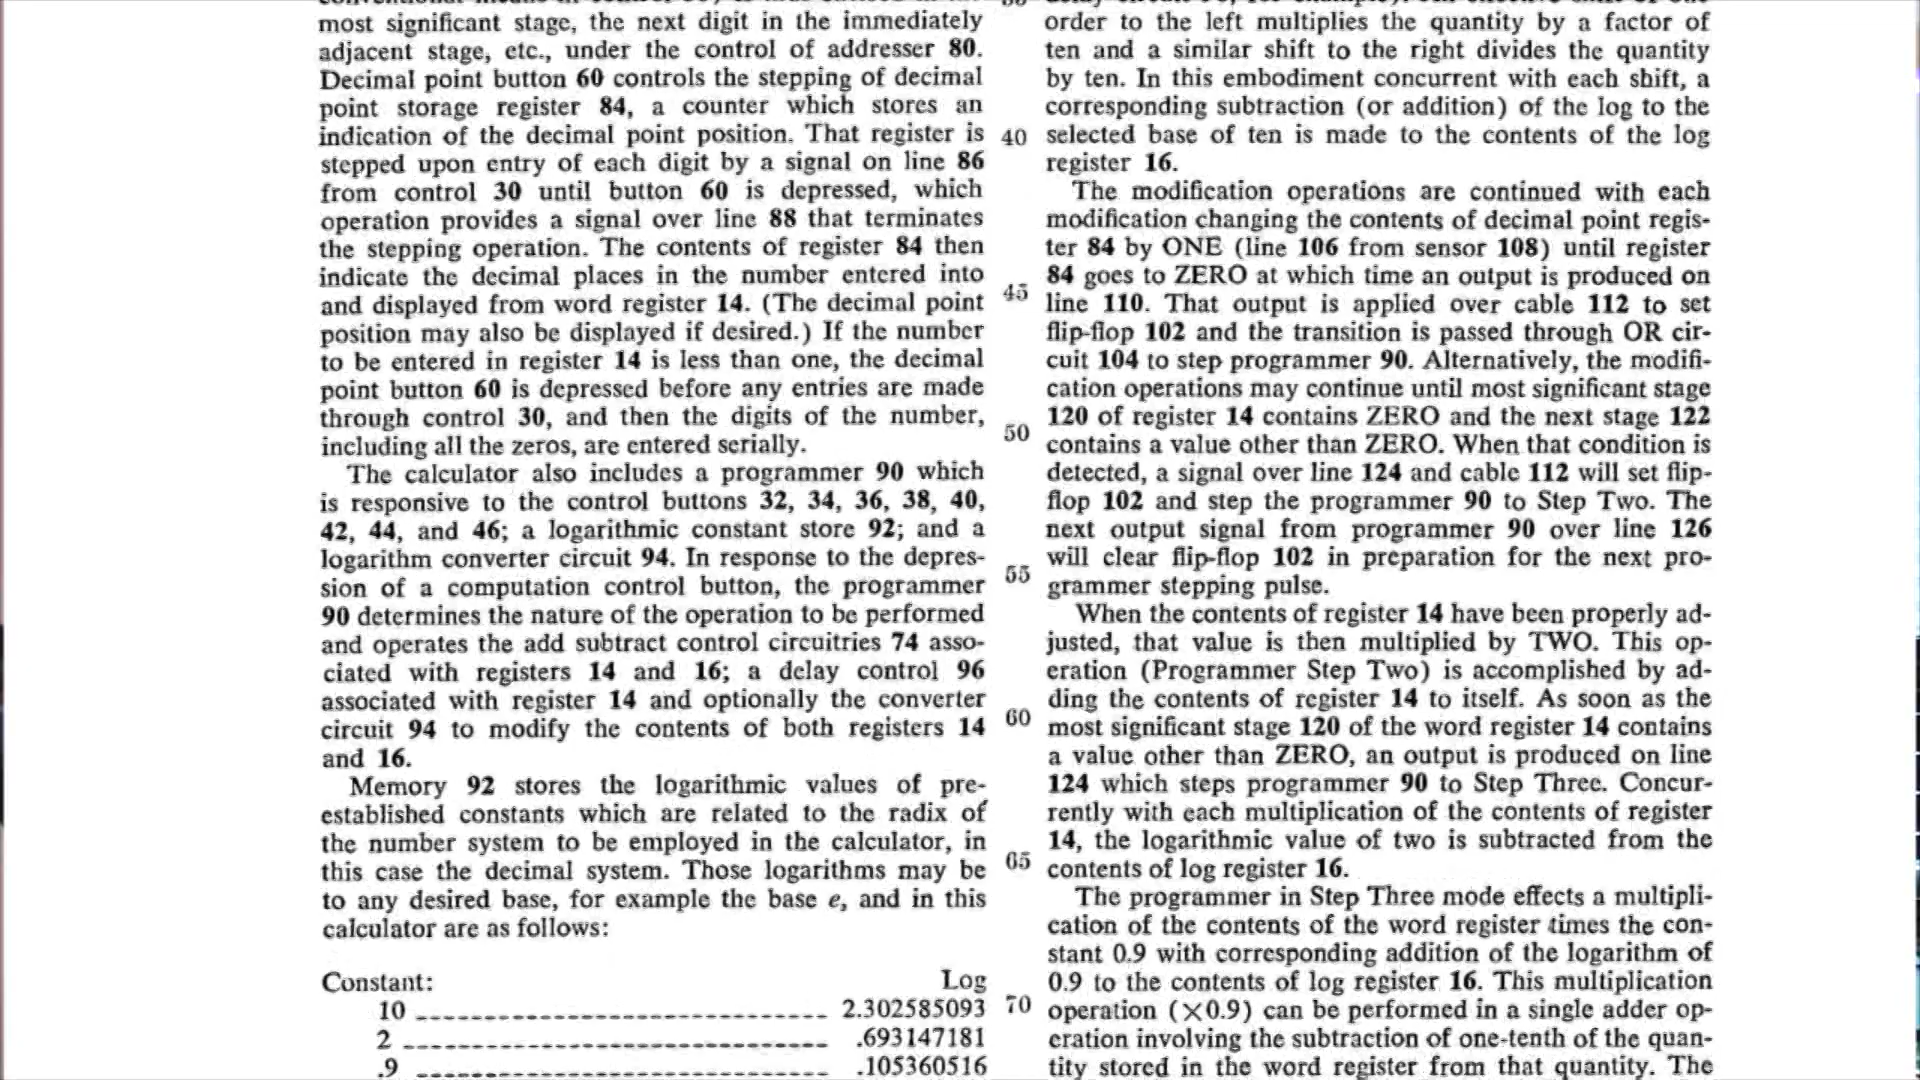 most significant stage, the next digit in the immediately
adjacent stage, etc., under the control of addresser 80.
Decimal point button 60 controls the stepping of decimal
point storage register 84, a counter which stores an
indication of the decimal point position. That register is
stepped upon entry of each digit by a signal on line 86
from control 30 until button 60 is depressed, which
operation provides a signal over line 88 that terminates
the stepping operation. The contents of register 84 then
indicate the decimal places in the number entered into
and displayed from word register 14. (The decimal point
position may also be displayed if desired.) If the number
to be entered in register 14 is less than one, the decimal
point button 60 is depressed before any entries are made
through control 30, and then the digits of the number,
including all the zeros, are entered serially.
The calculator also includes a programmer 90 which
is responsive to the control buttons 32, 34, 36, 38, 40,
42, 44, and 46; a logarithmic constant store 92; and a
logarithm converter circuit 94. In response to the depres-
sion of a computation control button, the programmer
90 determines the nature of the operation to be performed
and operates the add subtract control circuitries 74 asso-
ciated with registers 14 and 16; a delay control 96
associated with register 14 and optionally the converter
circuit 94 to modify the contents of both registers 14
and 16.
Memory 92 stores the logarithmic values of pre-
established constants which are related to the radix of
the number system to be employed in the calculator, in
this case the decimal system. Those logarithms may be
to any desired base, for example the base e, and in this
calculator are as follows:
Constant: Log
10 2.302585093
2 .693147181
.9 .105360516
40
45
50
55
60
65
70
order to the left multiplies the quantity by a factor of
ten and a similar shift to the right divides the quantity
by ten. In this embodiment concurrent with each shift, a
corresponding subtraction (or addition) of the log to the
selected base of ten is made to the contents of the log
register 16.
The modification operations are continued with each
modification changing the contents of decimal point regis-
ter 84 by ONE (line 106 from sensor 108) until register
84 goes to ZERO at which time an output is produced on
line 110. That output is applied over cable 112 to set
flip-flop 102 and the transition is passed through OR cir-
cuit 104 to step programmer 90. Alternatively, the modifi-
cation operations may continue until most significant stage
120 of register 14 contains ZERO and the next stage 122
contains a value other than ZERO. When that condition is
detected, a signal over line 124 and cable 112 will set flip-
flop 102 and step the programmer 90 to Step Two. The
next output signal from programmer 90 over line 126
will clear flip-flop 102 in preparation for the next pro-
grammer stepping pulse.
When the contents of register 14 have been properly ad-
justed, that value is then multiplied by TWO. This op-
eration (Programmer Step Two) is accomplished by ad-
ding the contents of register 14 to itself. As soon as the
most significant stage 120 of the word register 14 contains
a value other than ZERO, an output is produced on line
124 which steps programmer 90 to Step Three. Concur-
rently with each multiplication of the contents of register
14, the logarithmic value of two is subtracted from the
contents of log register 16.
The programmer in Step Three mode effects a multipli-
cation of the contents of the word register times the con-
stant 0.9 with corresponding addition of the logarithm of
0.9 to the contents of log register 16. This multiplication
operation (×0.9) can be performed in a single adder op-
eration involving the subtraction of one-tenth of the quan-
tity stored in the word register from that quantity. The